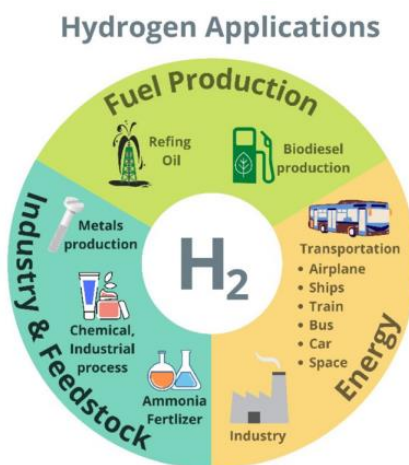 Hydrogen Applications
Fuel Production
Refing
Oil
Biodiesel
production
Industry & Feedstock
Metals
production
Chemical,
Industrial
process
Ammonia
Fertlizer
H2
Energy
Transportation
• Airplane
• Ships
• Train
• Bus
• Car
• Space
Industry